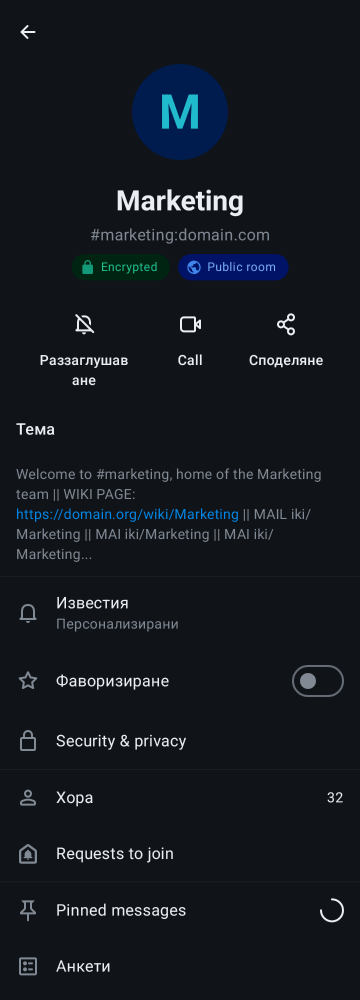 M
Marketing
#marketing:domain.com
Encrypted
Public room
Раззаглушав
ане
Call
Споделяне
Тема
Welcome to #marketing, home of the Marketing
team || WIKI PAGE:
https://domain.org/wiki/Marketing || MAIL iki/
Marketing || MAI iki/Marketing || MAI iki/
Marketing...
Известия
Персонализирани
Фаворизиране
Security & privacy
Хора
32
Requests to join
Pinned messages
Анкети